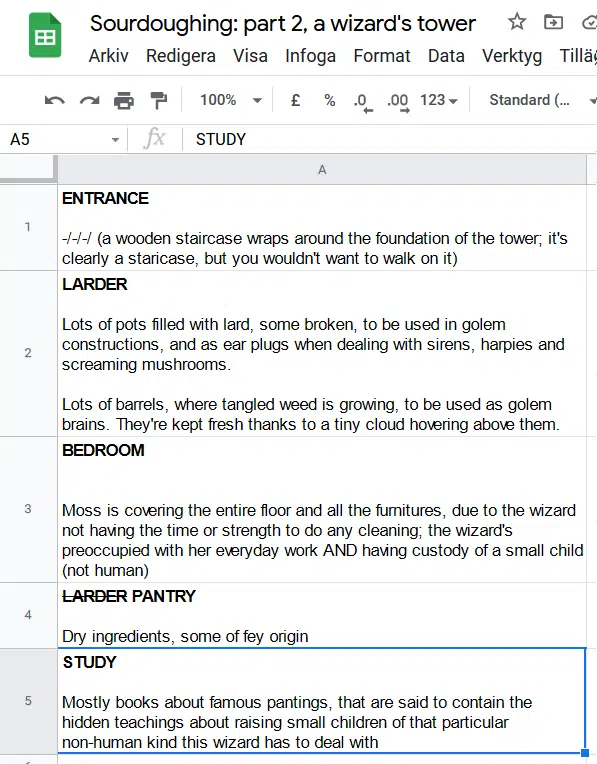 Sourdoughing: part 2, a wizard's tower
Arkiv Redigera Visa Infoga Format Data Verktyg Tillä
100% £ % .0 .00 123 Standard (...
A5 fx STUDY
A
1
ENTRANCE
-/-/-/ (a wooden staircase wraps around the foundation of the tower; it's
clearly a staricase, but you wouldn't want to walk on it)
2
LARDER
Lots of pots filled with lard, some broken, to be used in golem
constructions, and as ear plugs when dealing with sirens, harpies and
screaming mushrooms.
Lots of barrels, where tangled weed is growing, to be used as golem
brains. They're kept fresh thanks to a tiny cloud hovering above them.
3
BEDROOM
Moss is covering the entire floor and all the furnitures, due to the wizard
not having the time or strength to do any cleaning; the wizard's
preoccupied with her everyday work AND having custody of a small child
(not human)
4
LARDER PANTRY
Dry ingredients, some of fey origin
5
STUDY
Mostly books about famous pantings, that are said to contain the
hidden teachings about raising small children of that particular
non-human kind this wizard has to deal with